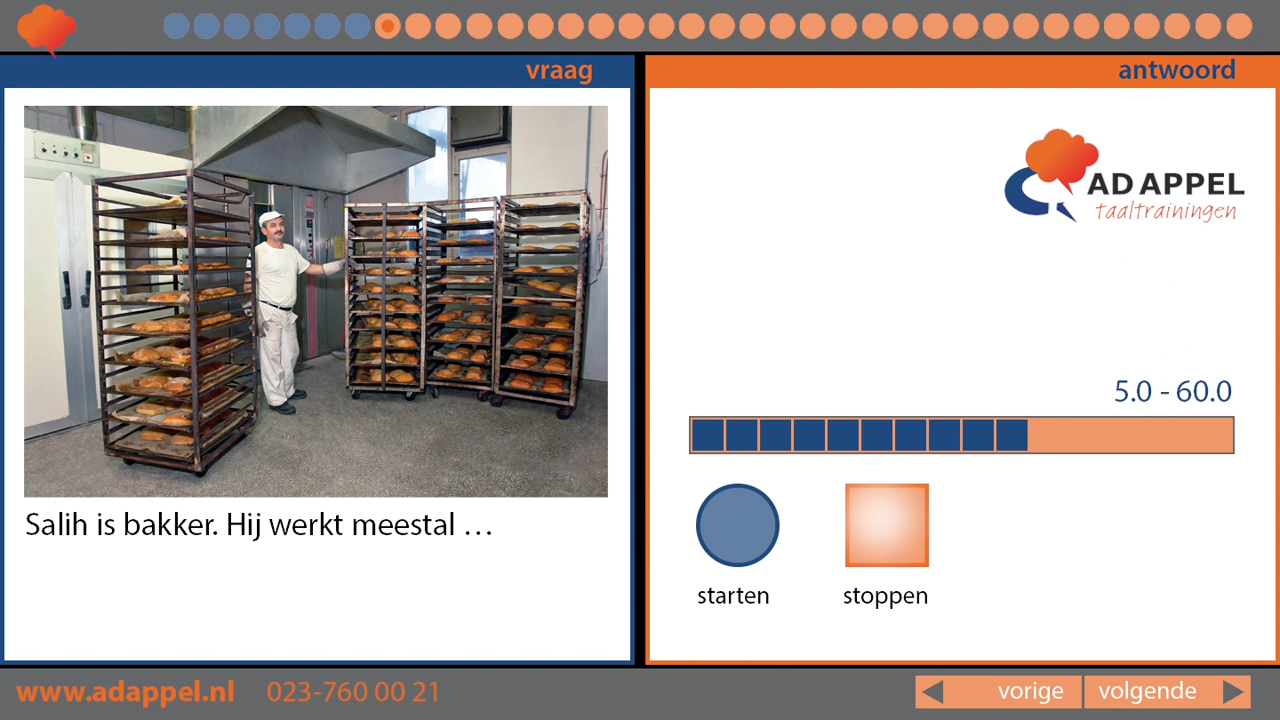 vraag
antwoord
AD APPEL
taaltrainingen
Salih is bakker. Hij werkt meestal …
5.0 - 60.0
starten
stoppen
www.adappel.nl
023-760 00 21
vorige
volgende